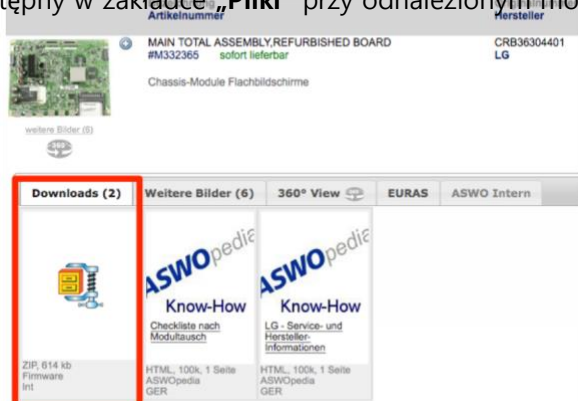 tępny w zakładce „Pliki" przy odnalezionym mo
Artikelnummer
Hersteller
MAIN TOTAL ASSEMBLY,REFURBISHED BOARD
CRB36304401
#M332365 sofort lieferbar
LG
Chassis-Module Flachbildschirme
weitere Bilder (5)
360°
Downloads (2)
Weitere Bilder (6)
360° View
EURAS
ASWO Intern
ASWOpedia
Know-How
Checkliste nach
Modultausch
ASWOpedia
Know-How
LG - Service- und
Hersteller-
Informationen
ZIP, 614 kb
Firmware
Int
HTML, 100k, 1 Seite
ASWOpedia
GER
HTML, 100k, 1 Seite
ASWOpedia
GER